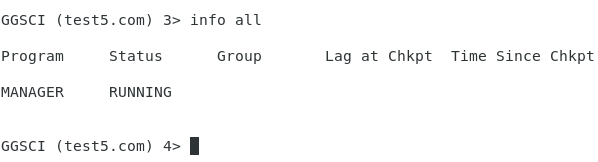 GGSCI (test5.com) 3> info all
Program     Status      Group       Lag at Chkpt  Time Since Chkpt
MANAGER     RUNNING
GGSCI (test5.com) 4>